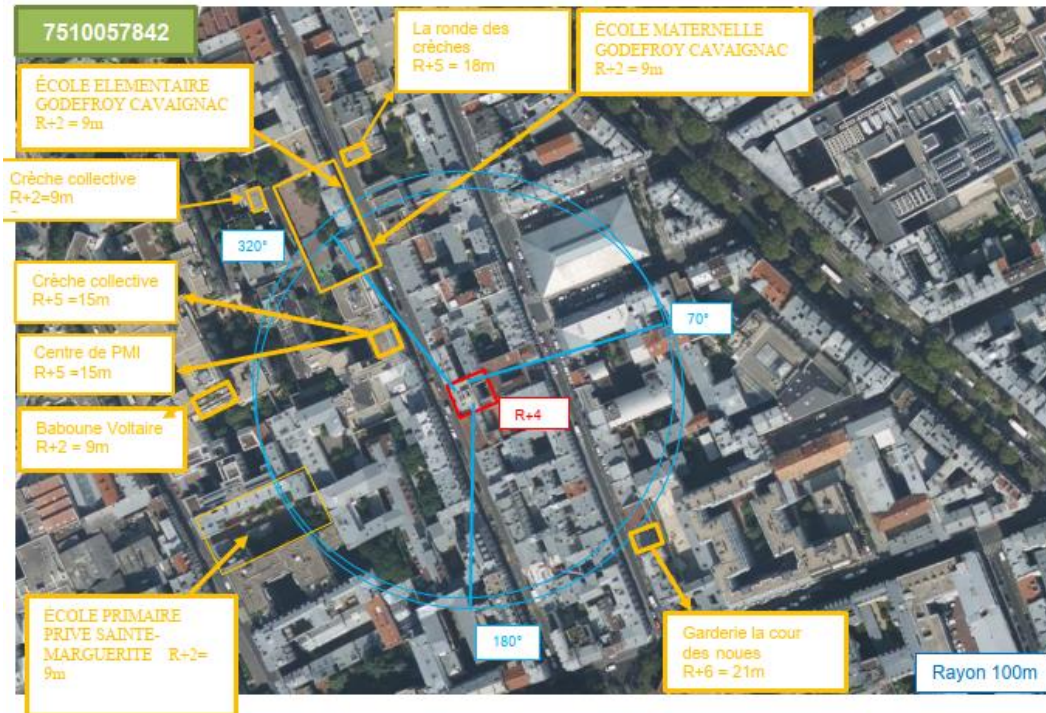 7510057842
La ronde des
crèches
R+5 = 18m
ÉCOLE MATERNELLE
GODEFROY CAVAIGNAC
R+2 = 9m
ÉCOLE ELEMENTAIRE
GODEFROY CAVAIGNAC
R+2 = 9m
Crèche collective
R+2=9m
320°
Crèche collective
R+5 =15m
70°
Centre de PMI
R+5 =15m
R+4
Baboune Voltaire
R+2 = 9m
ÉCOLE PRIMAIRE
PRIVE SAINTE-
MARGUERITE R+2=
9m
180°
Garderie la cour
des noues
R+6 = 21m
Rayon 100m